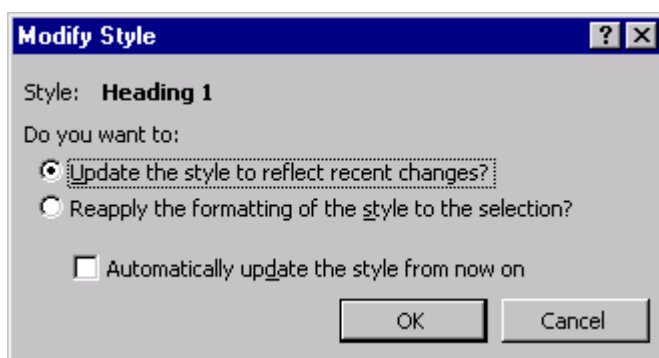 Modify Style
?
Style: Heading 1
Do you want to:
Update the style to reflect recent changes?
Reapply the formatting of the style to the selection?
Automatically update the style from now on
OK Cancel